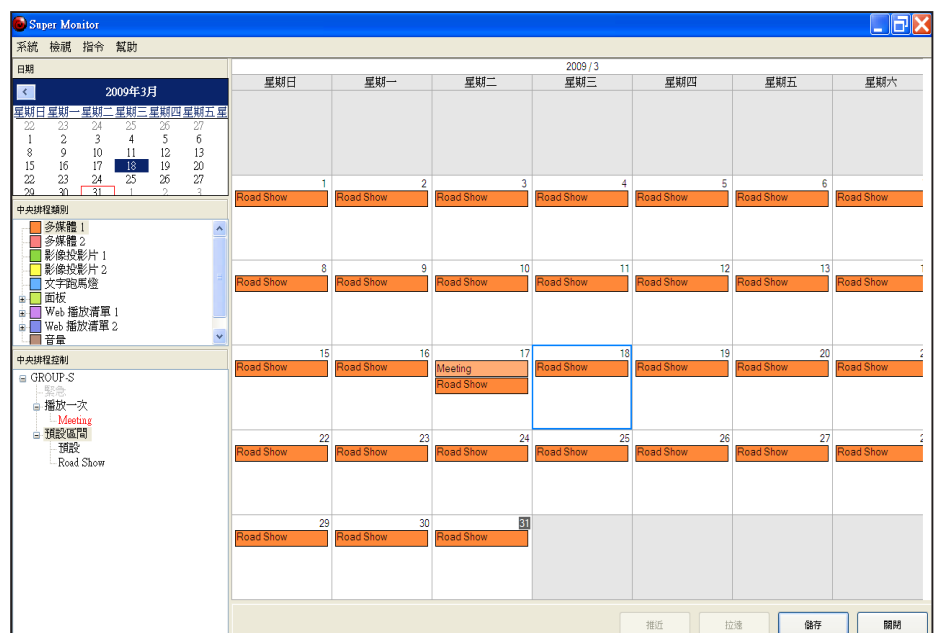 Super Monitor
系統 檢視 指令 幫助
日期
2009年3月
星期日 星期一 星期二 星期三 星期四 星期五 星
22 23 24 25 26 27
1 2 3 4 5 6
8 9 10 11 12 13
15 16 17 18 19 20
22 23 24 25 26 27
29 30 31 1 2 3
中央排程類別
多媒體 1
多媒體 2
影像投影片 1
影像投影片 2
文字跑馬燈
面板
Web 播放清單 1
Web 播放清單 2
音量
中央排程控制
GROUP-S
緊急
播放一次
Meeting
預設區間
預設
Road Show
2009 / 3
星期日 星期一 星期二 星期三 星期四 星期五 星期六
1 2 3 4 5 6
Road Show Road Show Road Show Road Show Road Show Road Show Road Show
8 9 10 11 12 13 1
Road Show Road Show Road Show Road Show Road Show Road Show Road Show
15 16 17 18 19 20 2
Road Show Road Show Meeting Road Show Road Show Road Show Road Show
Road Show
22 23 24 25 26 27 2
Road Show Road Show Road Show Road Show Road Show Road Show Road Show
29 30 31
Road Show Road Show Road Show
推近 拉遠 儲存 關閉